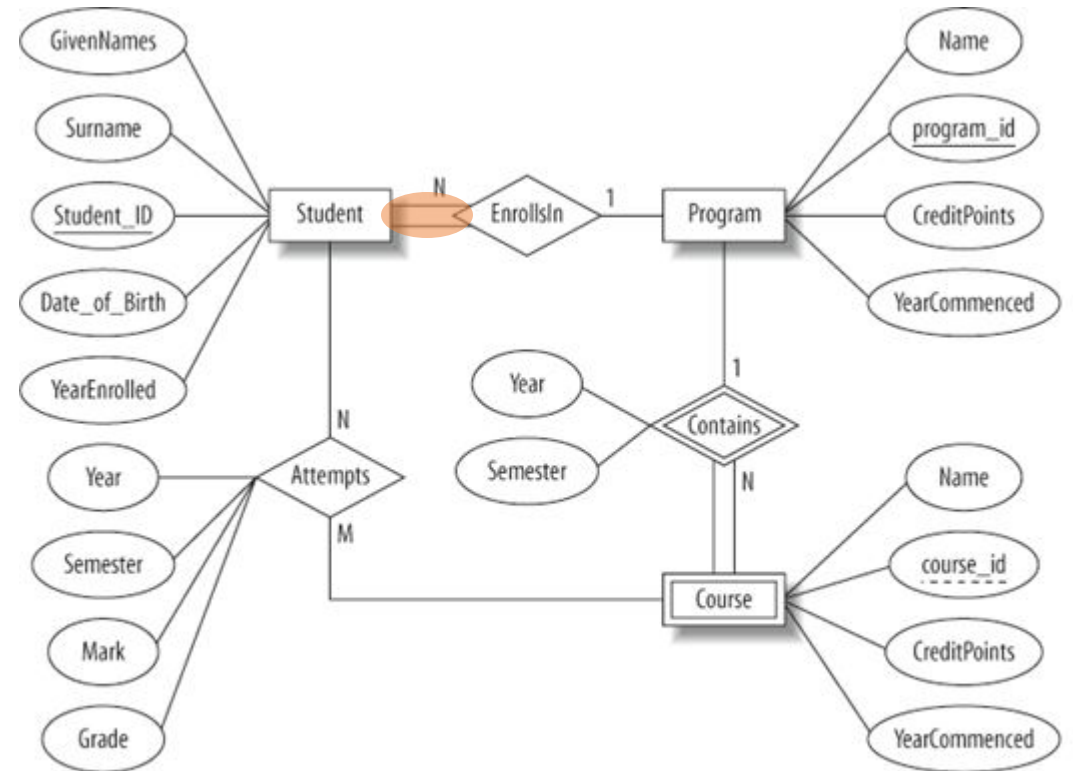 GivenNames
Surname
Student_ID
Date_of_Birth
YearEnrolled
Student
N
EnrollsIn
1
Program
Name
program_id
CreditPoints
YearCommenced
Year
Semester
1
Contains
N
N
Attempts
M
Year
Semester
Mark
Grade
Course
Name
course_id
CreditPoints
YearCommenced